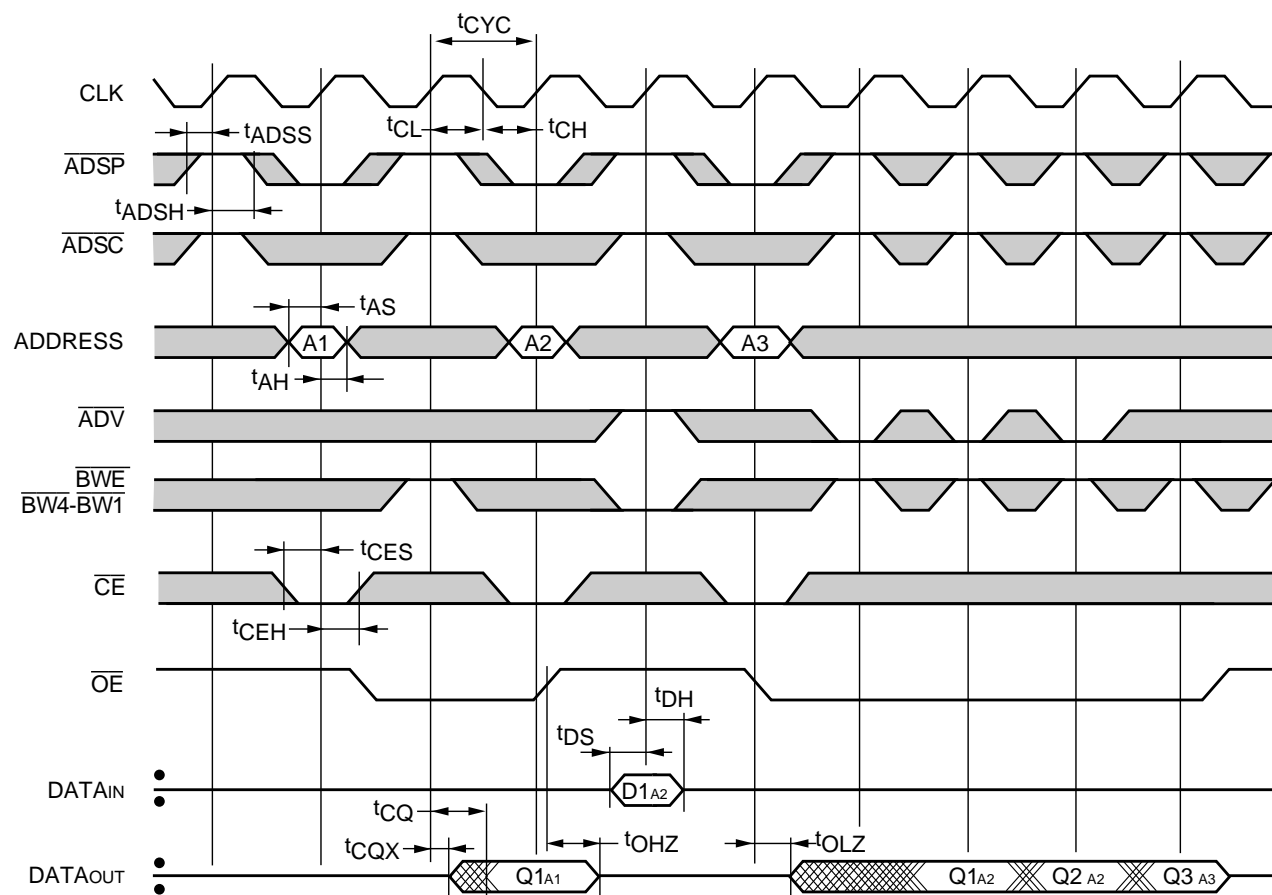 tCYC
CLK
tADSS
tCL
tCH
ADSP
tADSH
ADSC
tAS
ADDRESS
A1
A2
A3
tAH
ADV
BWE
BW4-BW1
tCES
CE
tCEH
OE
tDH
tDS
DATAIN
D1A2
tCQ
tCQX
tOHZ
tOLZ
DATAOUT
Q1A1
Q1A2
Q2 A2
Q3 A3